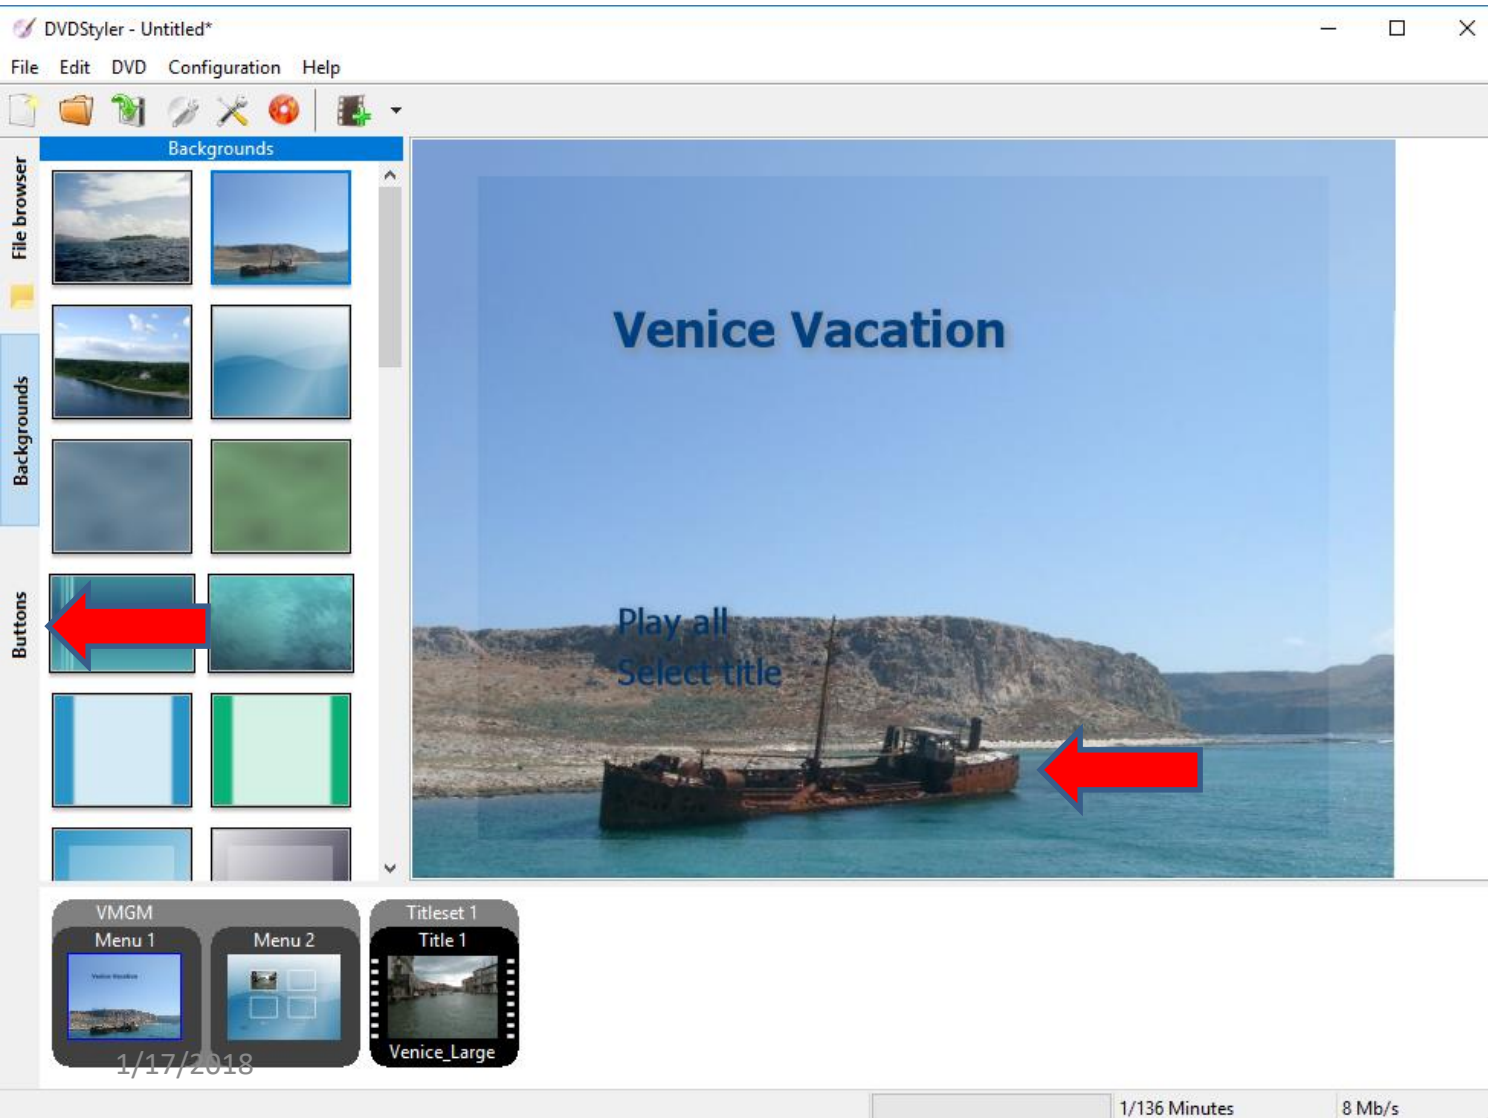 DVDStyler - Untitled*
File Edit DVD Configuration Help
File browser
Backgrounds
Buttons
Backgrounds
Venice Vacation
Play all
Select title
VMGM
Menu 1
Menu 2
Titleset 1
Title 1
Venice_Large
1/17/2018
1/136 Minutes
8 Mb/s